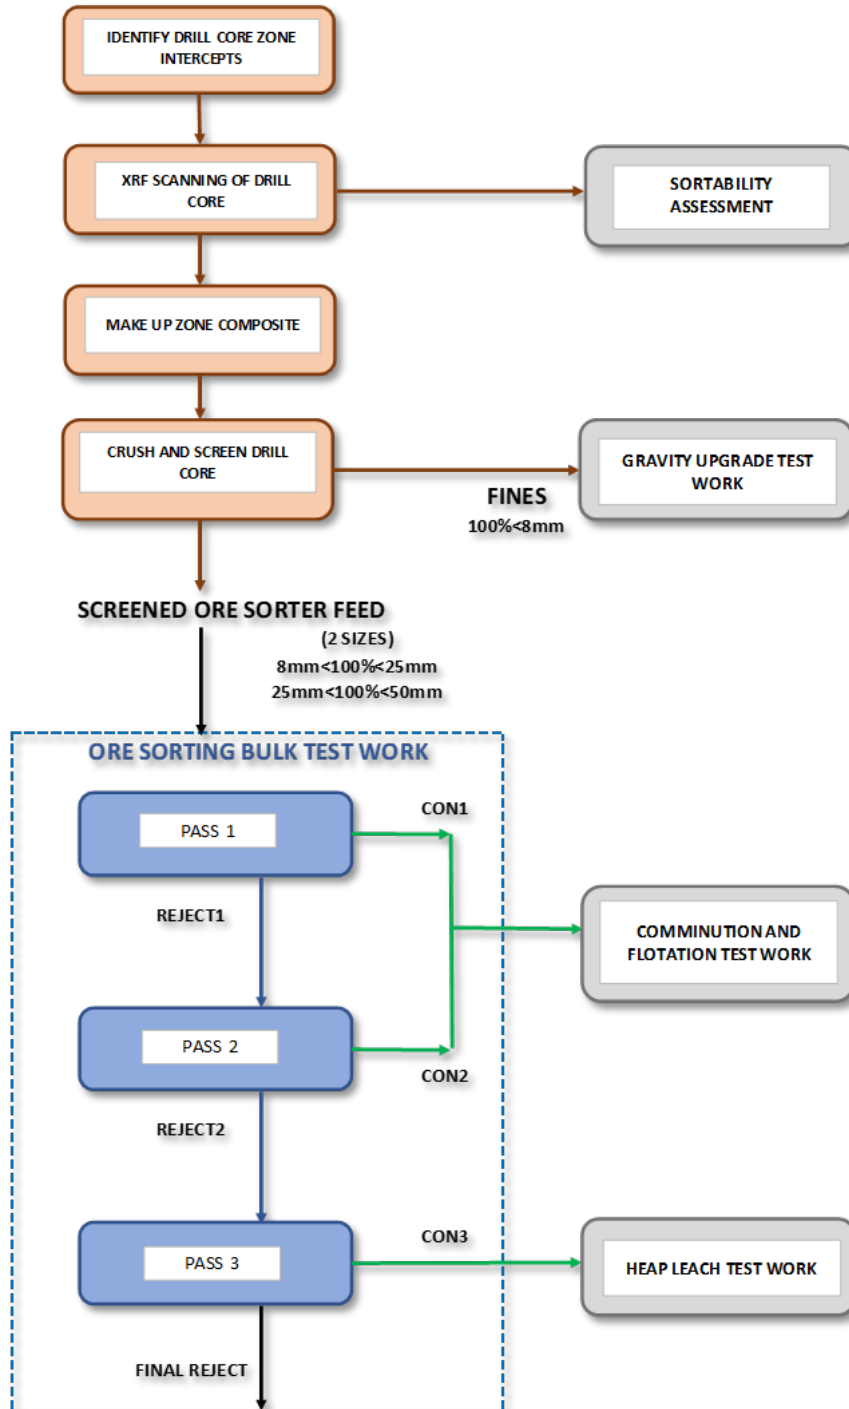 IDENTIFY DRILL CORE ZONE
INTERCEPTS
XRF SCANNING OF DRILL
CORE
SORTABILITY
ASSESSMENT
MAKE UP ZONE COMPOSITE
CRUSH AND SCREEN DRILL
CORE
GRAVITY UPGRADE TEST
WORK
FINES
100%<8mm
SCREENED ORE SORTER FEED
(2 SIZES)
8mm<100%<25mm
25mm<100%<50mm
ORE SORTING BULK TEST WORK
PASS 1
CON1
REJECT1
COMMINUTION AND
FLOTATION TEST WORK
PASS 2
CON2
REJECT2
PASS 3
CON3
HEAP LEACH TEST WORK
FINAL REJECT